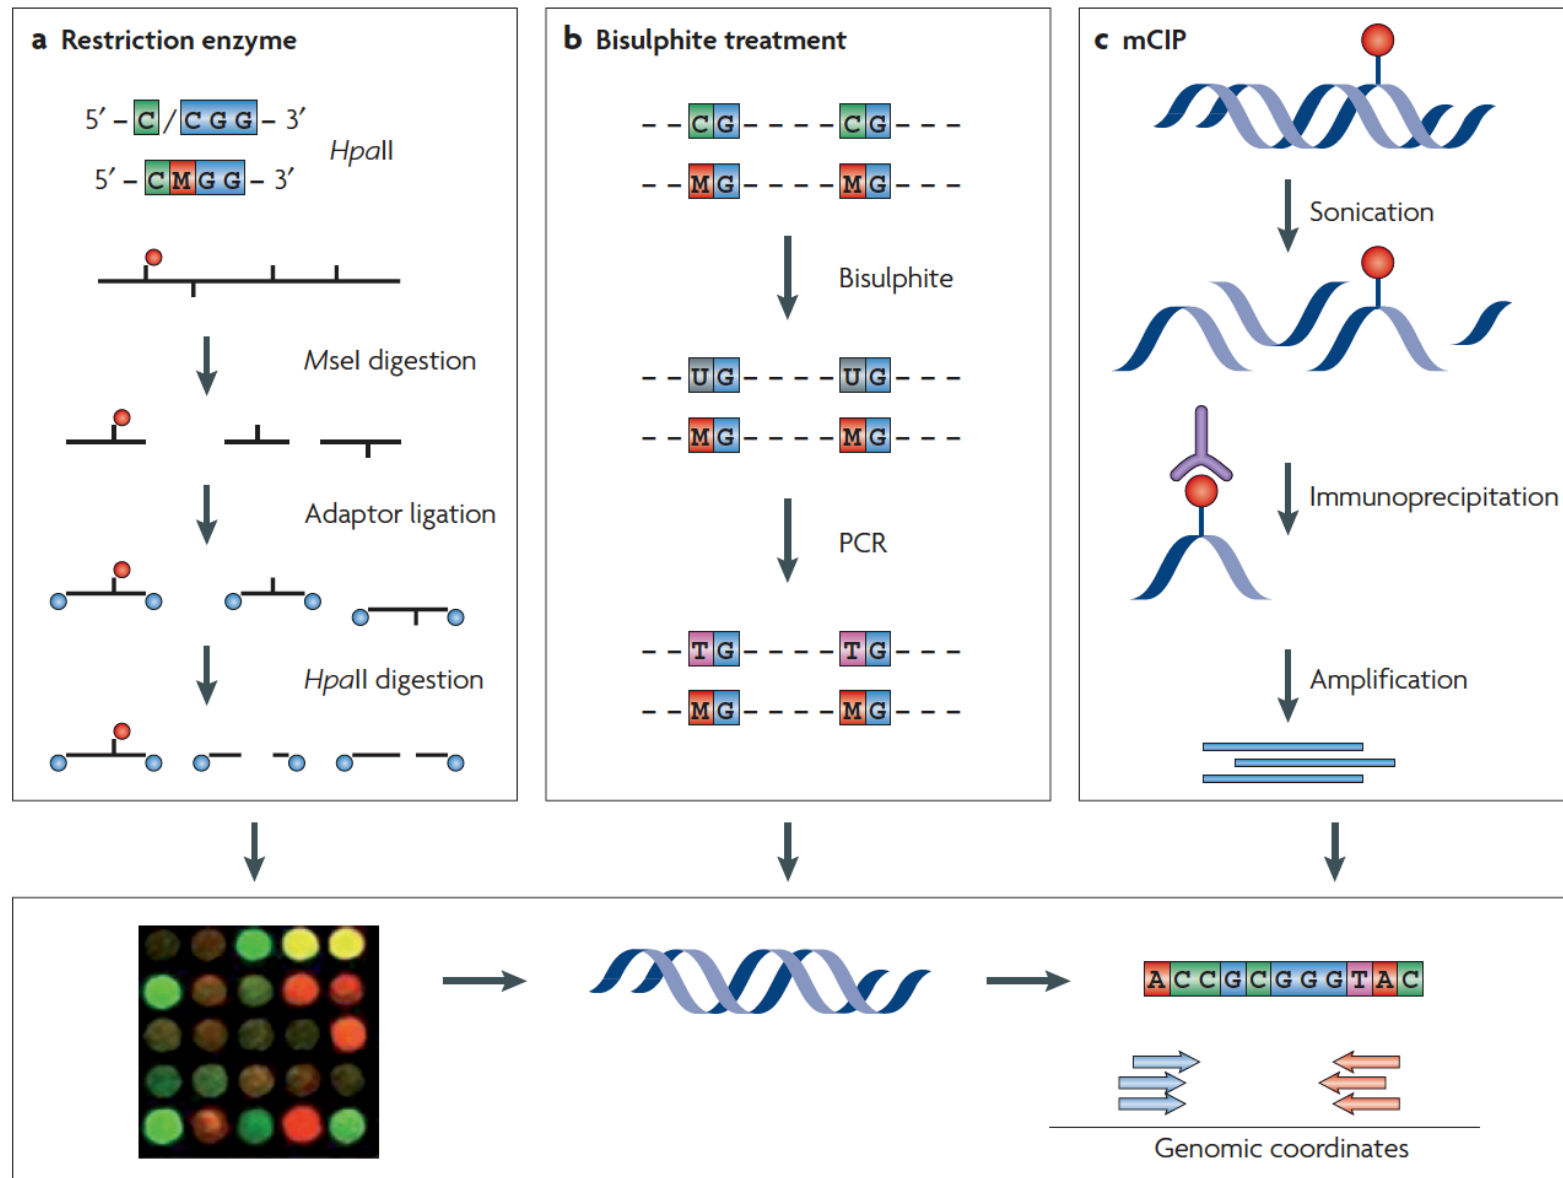 a Restriction enzyme
5′ – C / C G G – 3′
HpaII
5′ – C M G G – 3′
MseI digestion
Adaptor ligation
HpaII digestion
b Bisulphite treatment
– – C G – – – – C G – – –
– – M G – – – – M G – – –
Bisulphite
– – U G – – – – U G – – –
– – M G – – – – M G – – –
PCR
– – T G – – – – T G – – –
– – M G – – – – M G – – –
c mCIP
Sonication
Immunoprecipitation
Amplification
A C C G C G G G T A C
Genomic coordinates